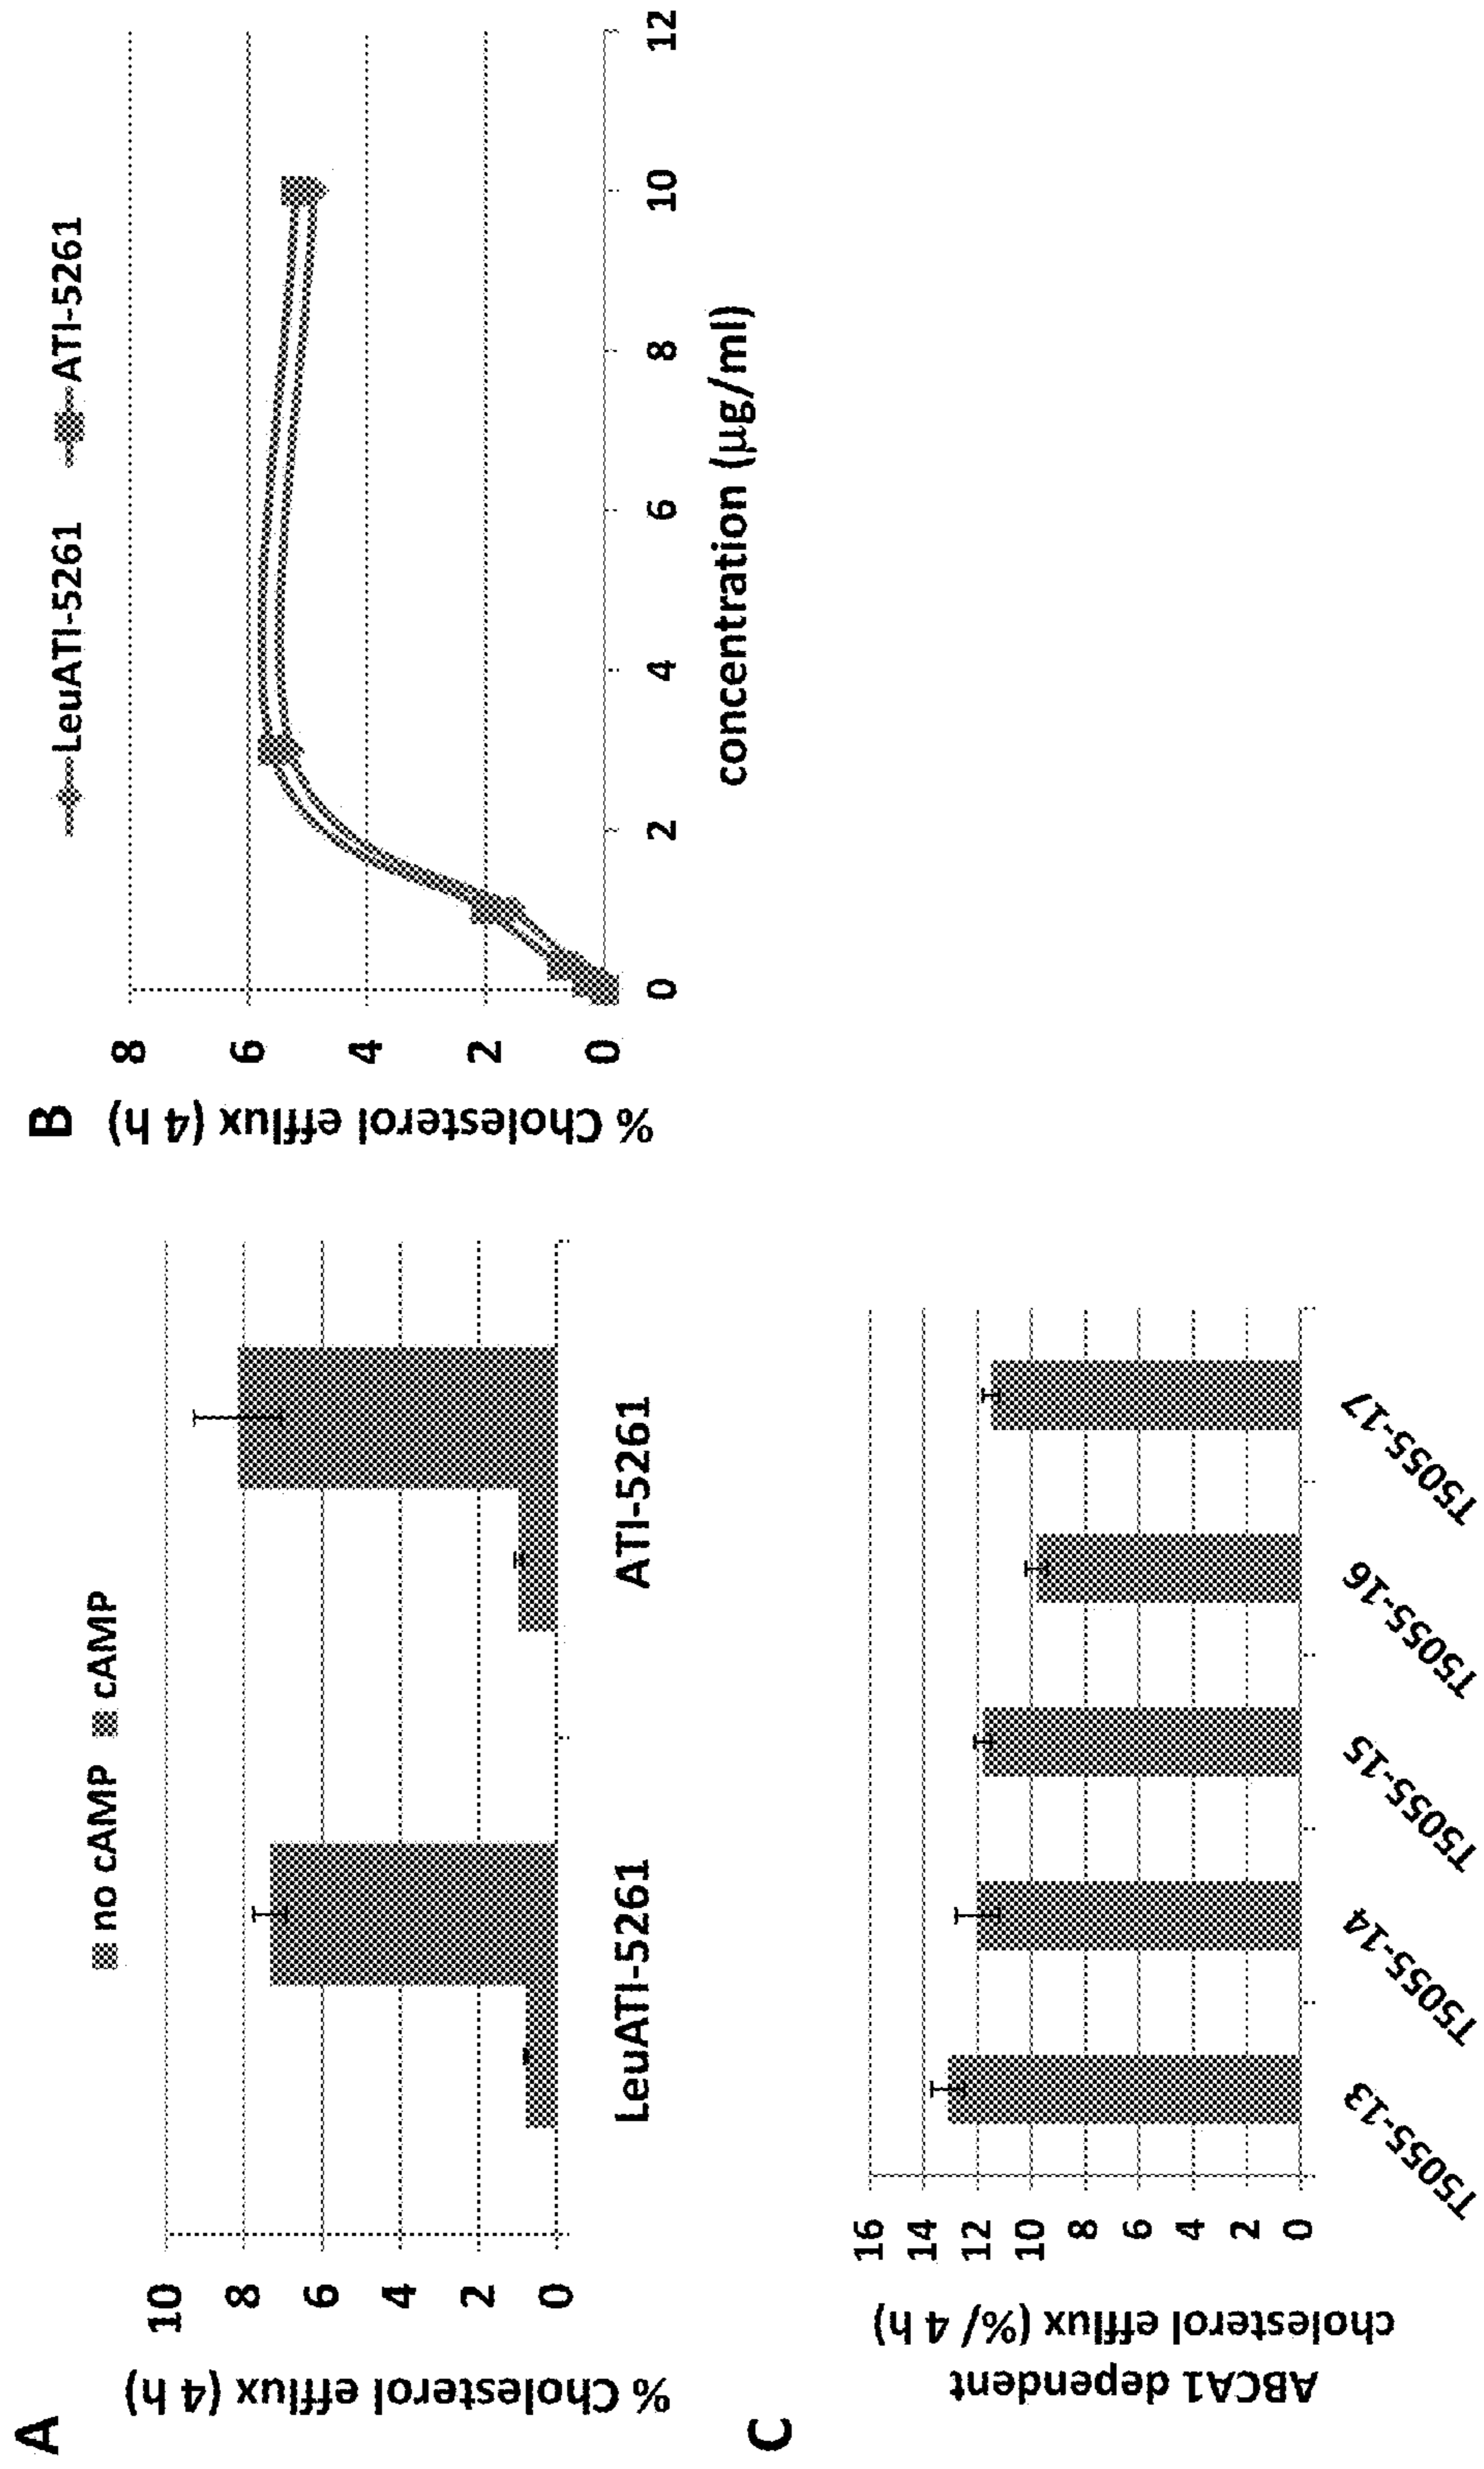 A
no cAMP cAMP
% Cholesterol efflux (4 h)
10
8
6
4
2
0
LeuATI-5261 ATI-5261
B
LeuATI-5261 ATI-5261
% Cholesterol efflux (4 h)
8
6
4
2
0
0 2 4 6 8 10 12
concentration (µg/ml)
C
ABCA1 dependent
cholesterol efflux (%/ 4 h)
16
14
12
10
8
6
4
2
0
T5055-13 T5055-14 T5055-15 T5055-16 T5055-17